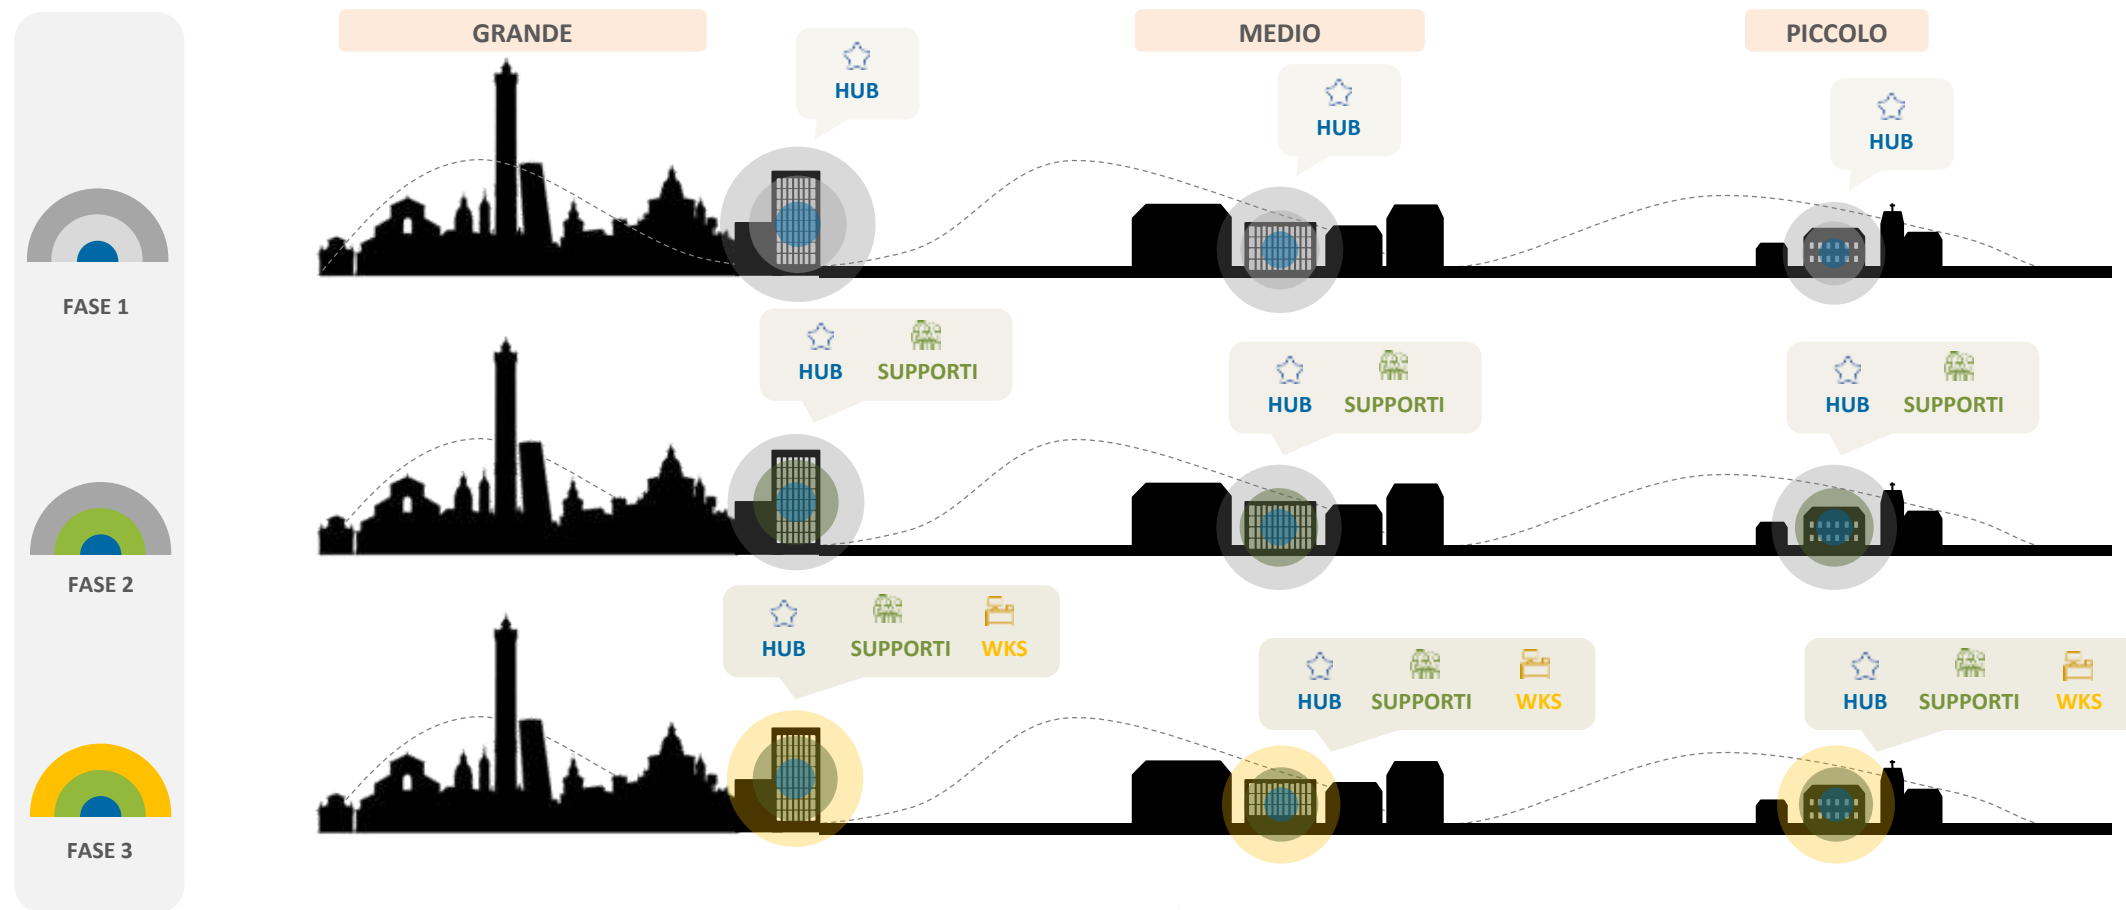 GRANDE
MEDIO
PICCOLO
HUB
HUB
HUB
FASE 1
HUB SUPPORTI
HUB SUPPORTI
HUB SUPPORTI
FASE 2
HUB SUPPORTI WKS
HUB SUPPORTI WKS
HUB SUPPORTI WKS
FASE 3